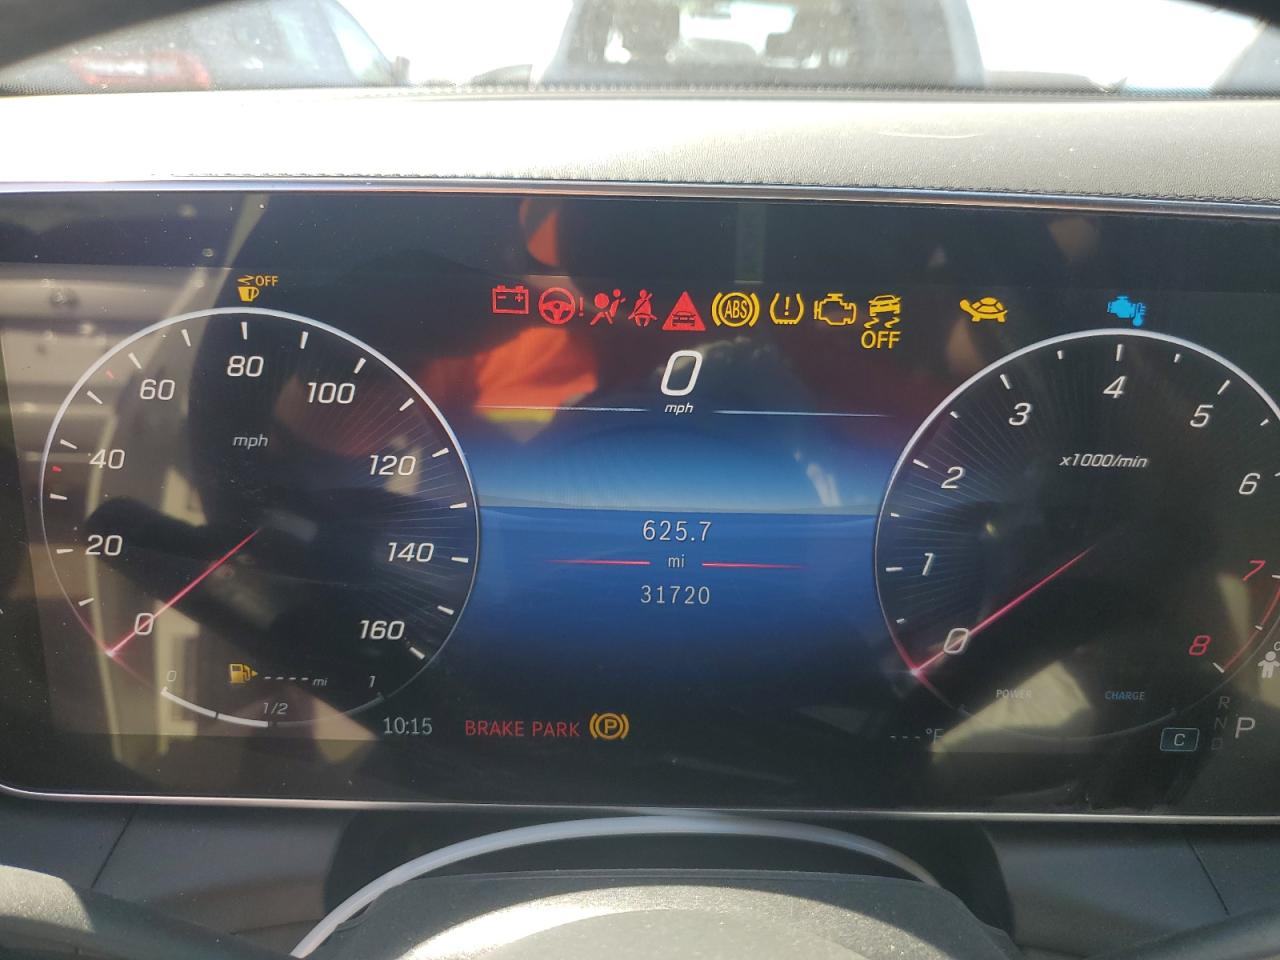 OFF
ABS
OFF
0
mph
0
20
40
60
80
100
120
140
160
mph
0
1
2
3
4
5
6
7
8
x1000/min
625.7
mi
31720
0
1/2
1
----mi
10:15
BRAKE PARK
P
POWER
CHARGE
---°F
C
R
N
D
P